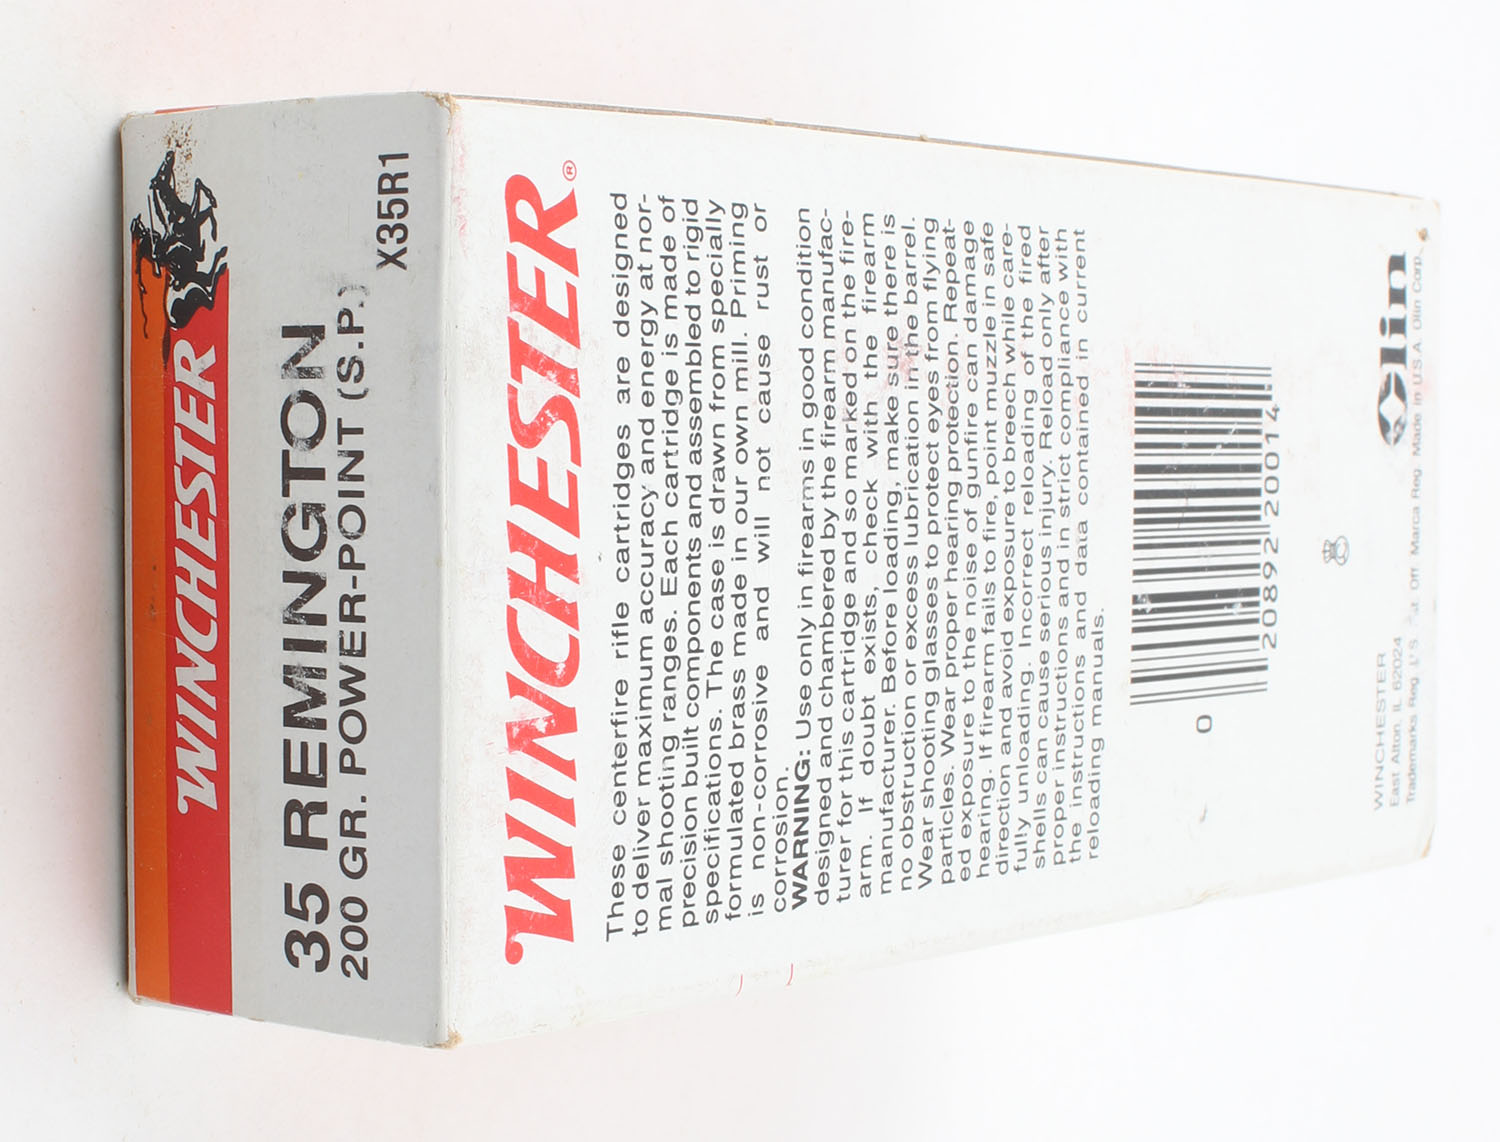 WINCHESTER
35 REMINGTON
200 GR. POWER-POINT (S.P.)
X35R1
WINCHESTER®
These centerfire rifle cartridges are designed
to deliver maximum accuracy and energy at nor-
mal shooting ranges. Each cartridge is made of
precision built components and assembled to rigid
specifications. The case is drawn from specially
formulated brass made in our own mill. Priming
is non-corrosive and will not cause rust or
corrosion.
WARNING: Use only in firearms in good condition
designed and chambered by the firearm manufac-
turer for this cartridge and so marked on the fire-
arm. If doubt exists, check with the firearm
manufacturer. Before loading, make sure there is
no obstruction or excess lubrication in the barrel.
Wear shooting glasses to protect eyes from flying
particles. Wear proper hearing protection. Repeat-
ed exposure to the noise of gunfire can damage
hearing. If firearm fails to fire, point muzzle in safe
direction and avoid exposure to breech while care-
fully unloading. Incorrect reloading of the fired
shells can cause serious injury. Reload only after
proper instructions and in strict compliance with
the instructions and data contained in current
reloading manuals.
0 20892 20014
WINCHESTER
East Alton, IL 62024
Olin
Trademarks Reg. U.S. Pat. Off. Marca Reg. Made in U.S.A. Olin Corp.